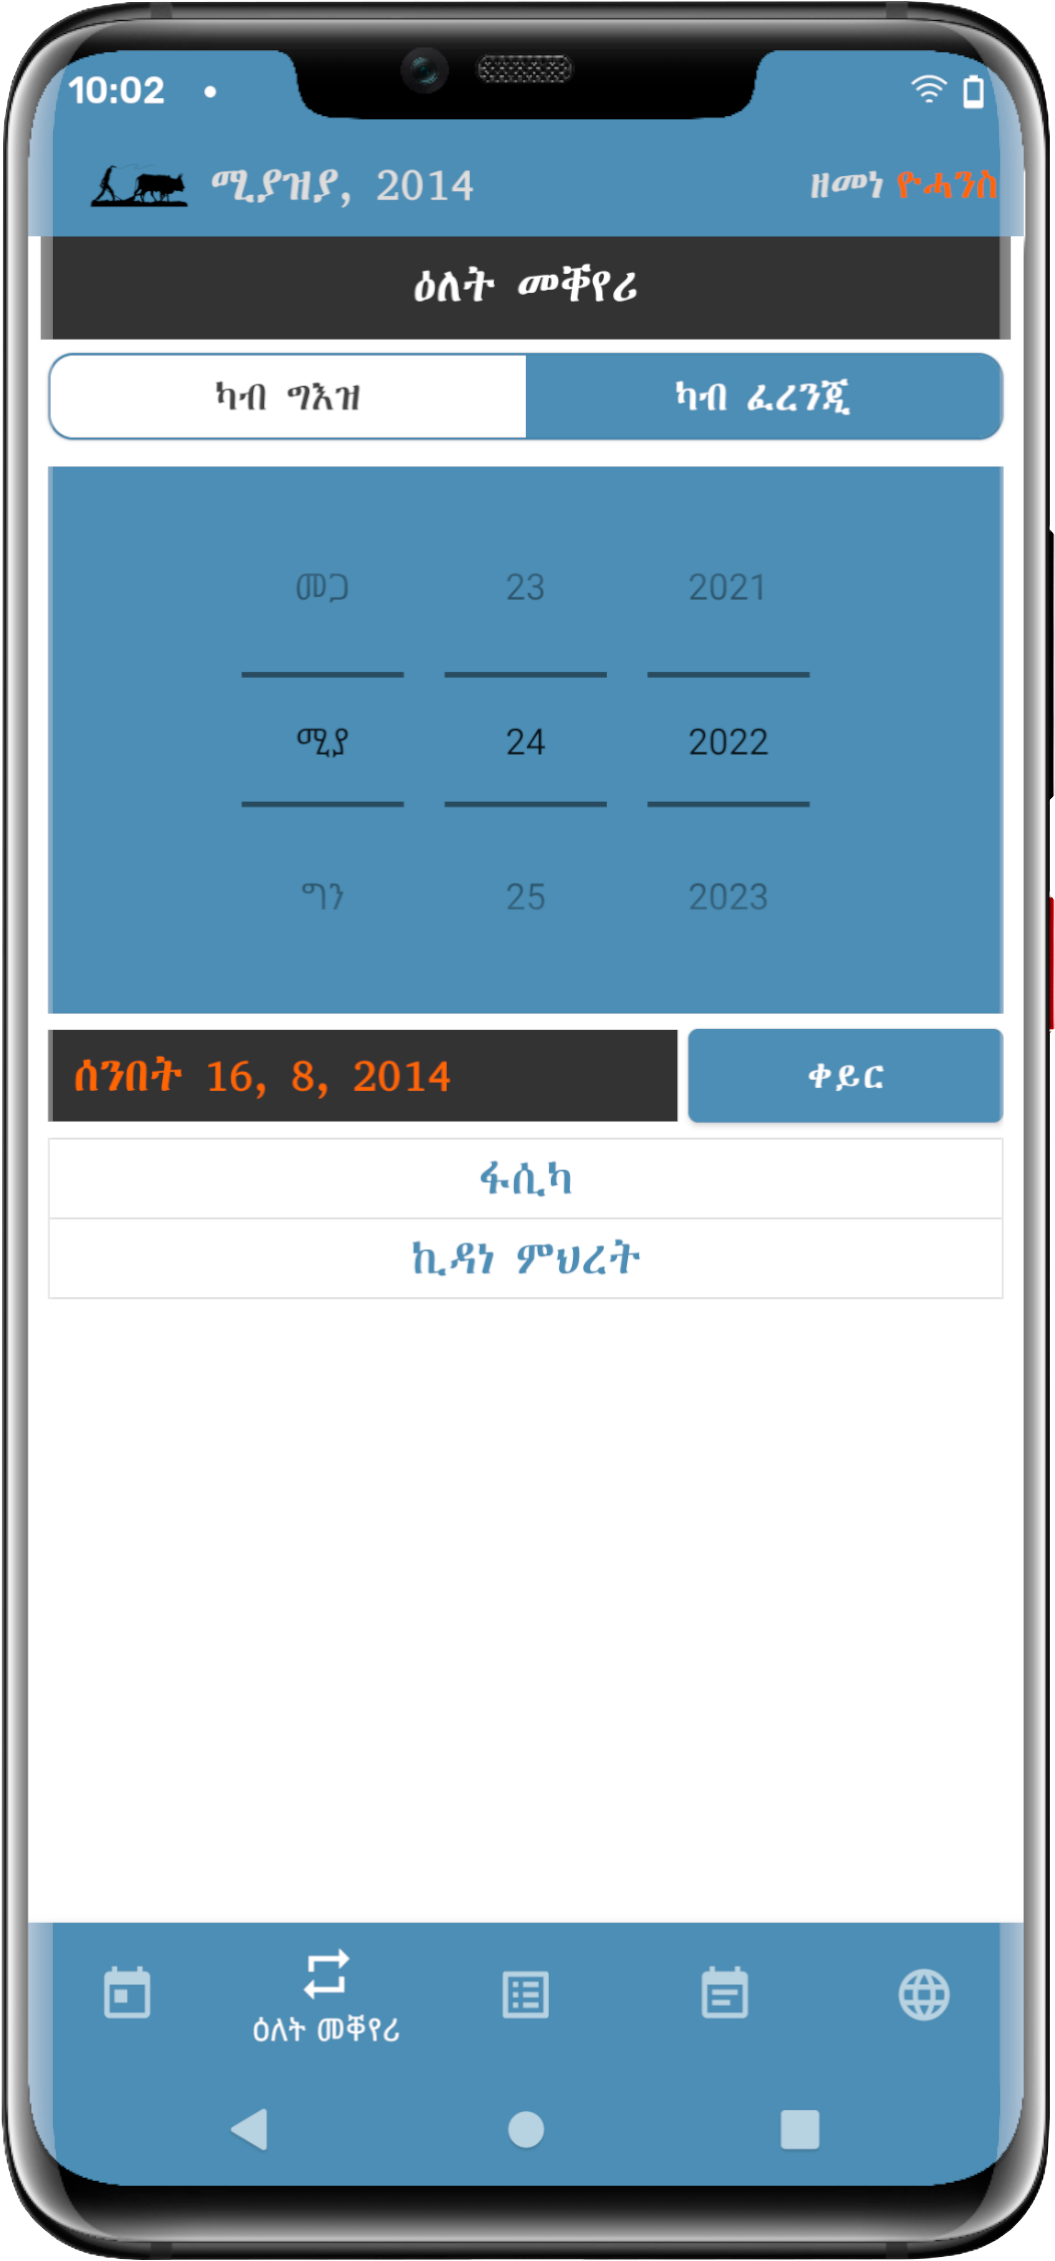 10:02
ሚያዝያ, 2014
ዘመነ ዮሓንስ
ዕለት መቐየሪ
ካብ ግእዝ
ካብ ፈረንጂ
መጋ 23 2021
ሚያ 24 2022
ግን 25 2023
ሰንበት 16, 8, 2014
ቀይር
ፋሲካ
ኪዳነ ምህረት
ዕለት መቐየሪ